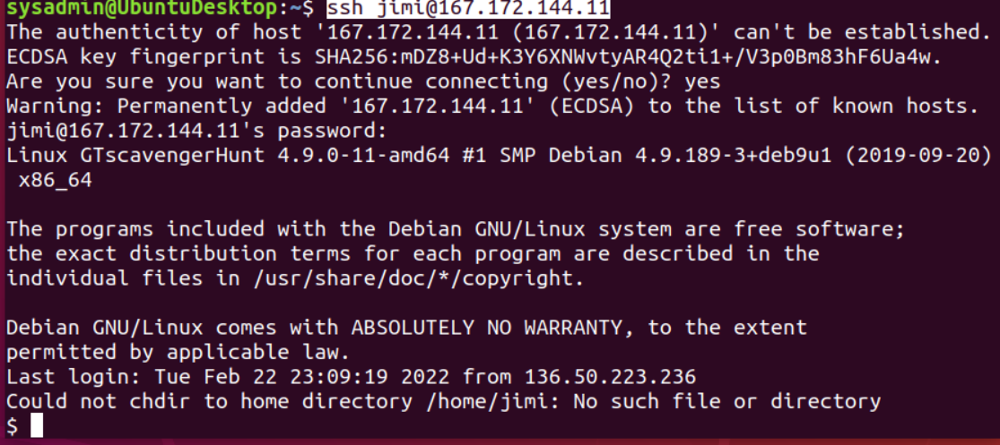 sysadmin@UbuntuDesktop:~$ ssh jimi@167.172.144.11
The authenticity of host '167.172.144.11 (167.172.144.11)' can't be established.
ECDSA key fingerprint is SHA256:mDZ8+Ud+K3Y6XNWvtyAR4Q2ti1+/V3p0Bm83hF6Ua4w.
Are you sure you want to continue connecting (yes/no)? yes
Warning: Permanently added '167.172.144.11' (ECDSA) to the list of known hosts.
jimi@167.172.144.11's password:
Linux GTscavengerHunt 4.9.0-11-amd64 #1 SMP Debian 4.9.189-3+deb9u1 (2019-09-20)
x86_64
The programs included with the Debian GNU/Linux system are free software;
the exact distribution terms for each program are described in the
individual files in /usr/share/doc/*/copyright.
Debian GNU/Linux comes with ABSOLUTELY NO WARRANTY, to the extent
permitted by applicable law.
Last login: Tue Feb 22 23:09:19 2022 from 136.50.223.236
Could not chdir to home directory /home/jimi: No such file or directory
$